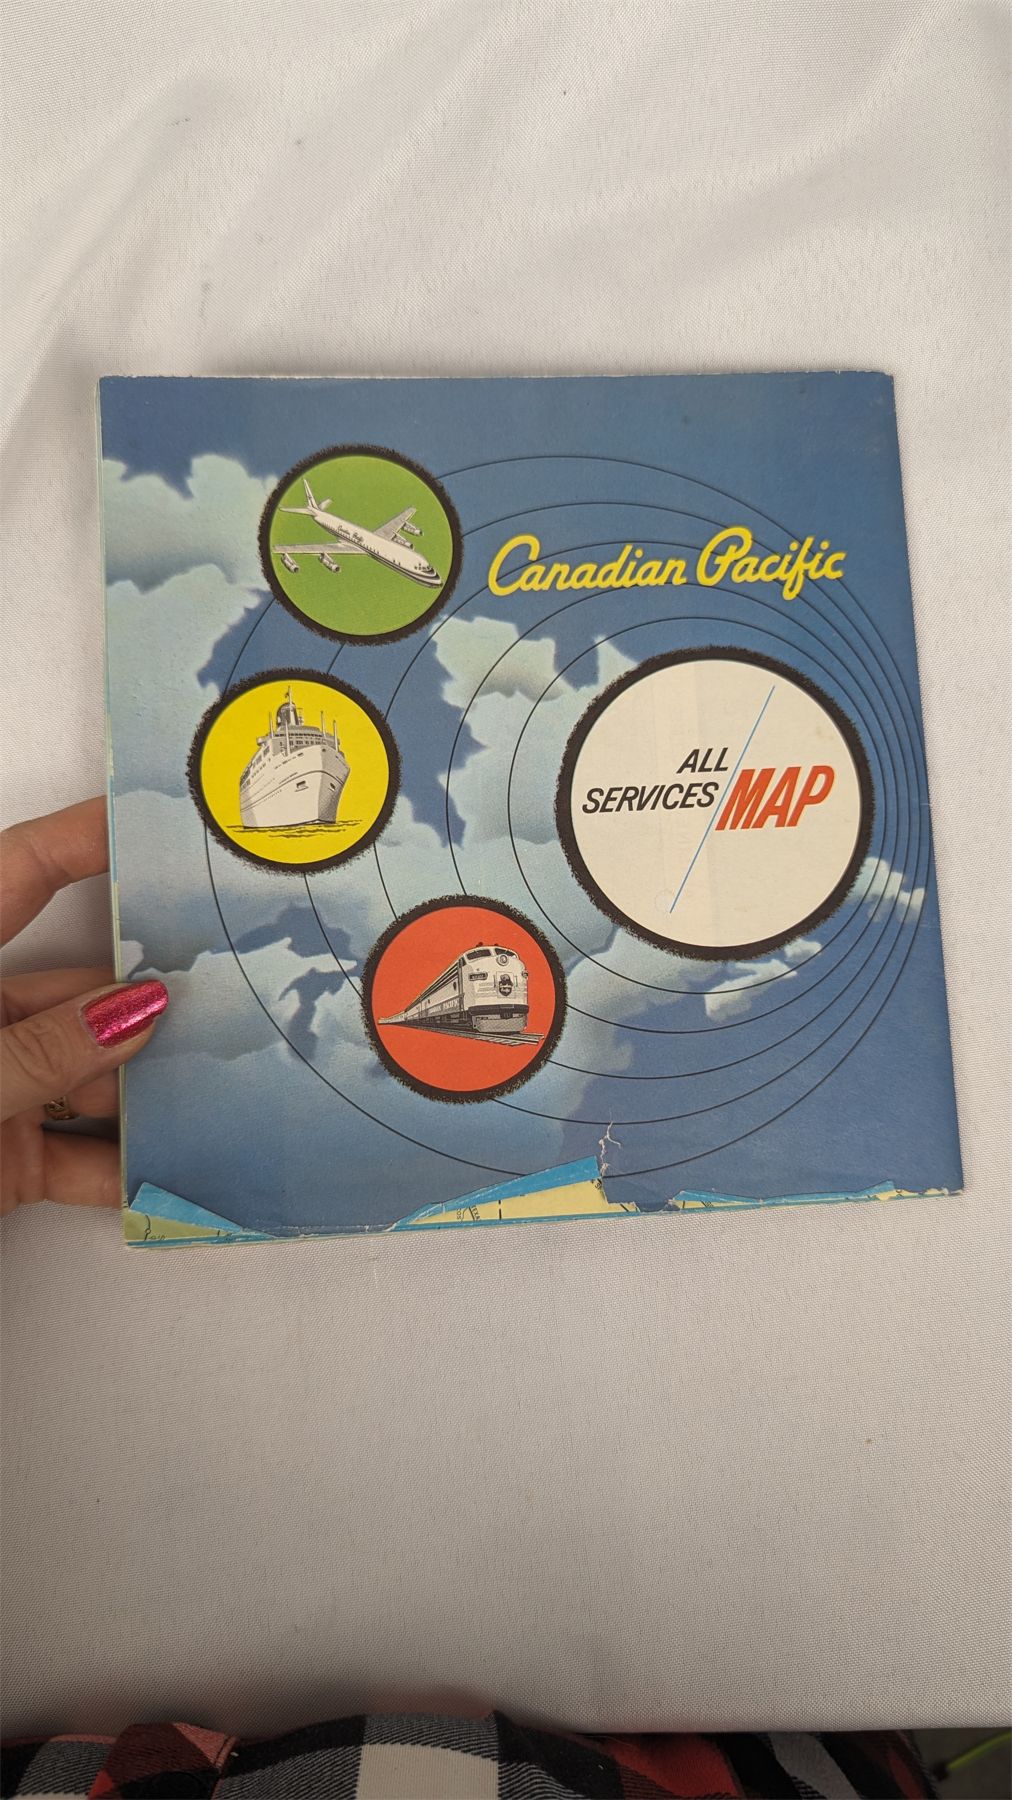 Canadian Pacific
ALL
SERVICES
MAP